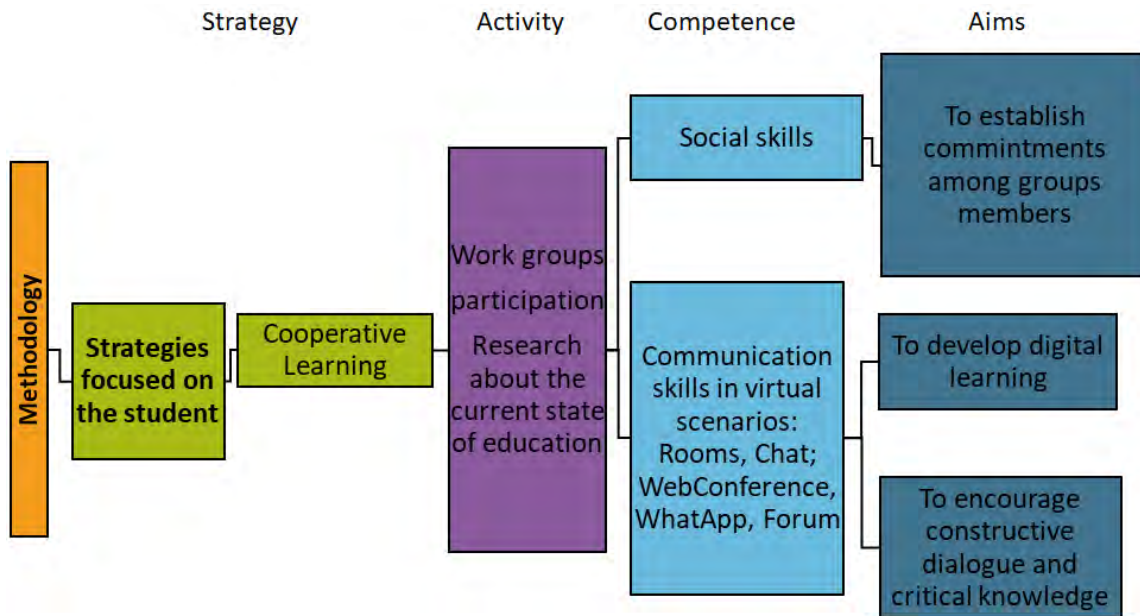 Strategy
Activity
Competence
Aims
Methodology
Strategies
focused on
the student
Cooperative
Learning
Work groups
participation
Research
about the
current state
of education
Social skills
Communication
skills in virtual
scenarios:
Rooms, Chat;
WebConference,
WhatApp, Forum
To establish
commintments
among groups
members
To develop digital
learning
To encourage
constructive
dialogue and
critical knowledge